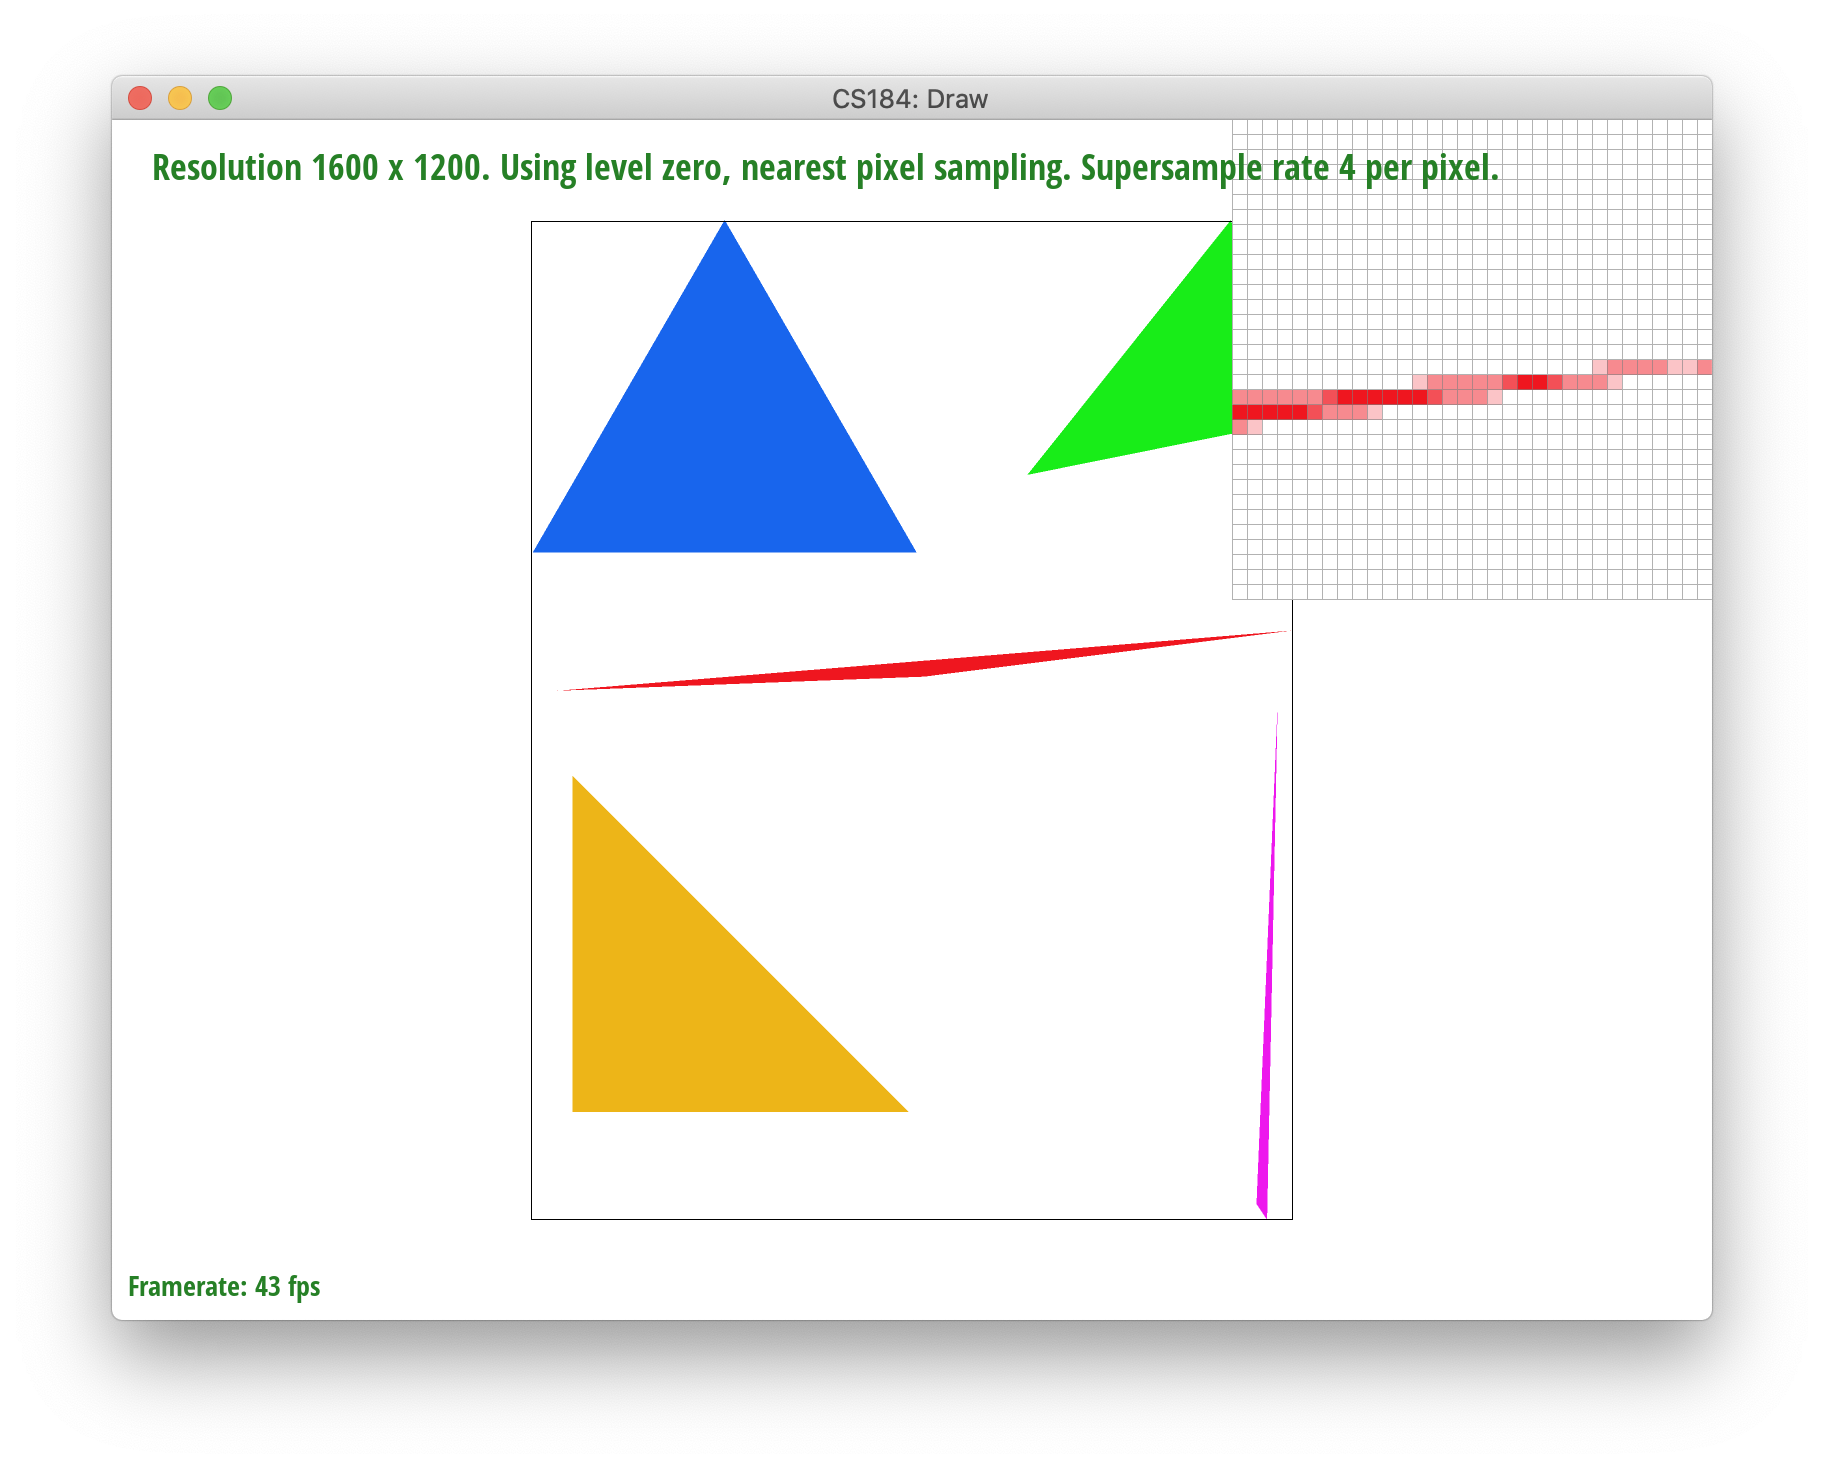 CS184: Draw
Resolution 1600 x 1200. Using level zero, nearest pixel sampling. Supersample rate 4 per pixel.
Framerate: 43 fps